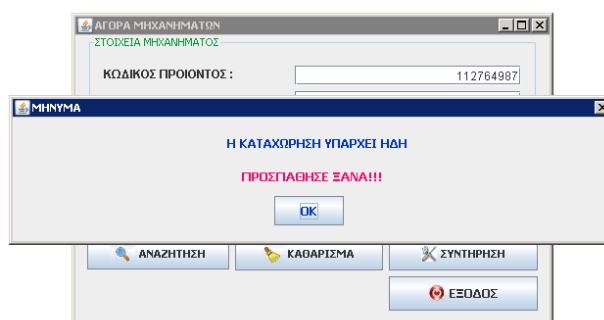 ΑΓΟΡΑ ΜΗΧΑΝΗΜΑΤΩΝ
ΣΤΟΙΧΕΙΑ ΜΗΧΑΝΗΜΑΤΟΣ
ΚΩΔΙΚΟΣ ΠΡΟΙΟΝΤΟΣ : 112764987
ΜΗΝΥΜΑ
Η ΚΑΤΑΧΩΡΗΣΗ ΥΠΑΡΧΕΙ ΗΔΗ
ΠΡΟΣΠΑΘΗΣΕ ΞΑΝΑ!!!
OK
ΑΝΑΖΗΤΗΣΗ ΚΑΘΑΡΙΣΜΑ ΣΥΝΤΗΡΗΣΗ
ΕΞΟΔΟΣ